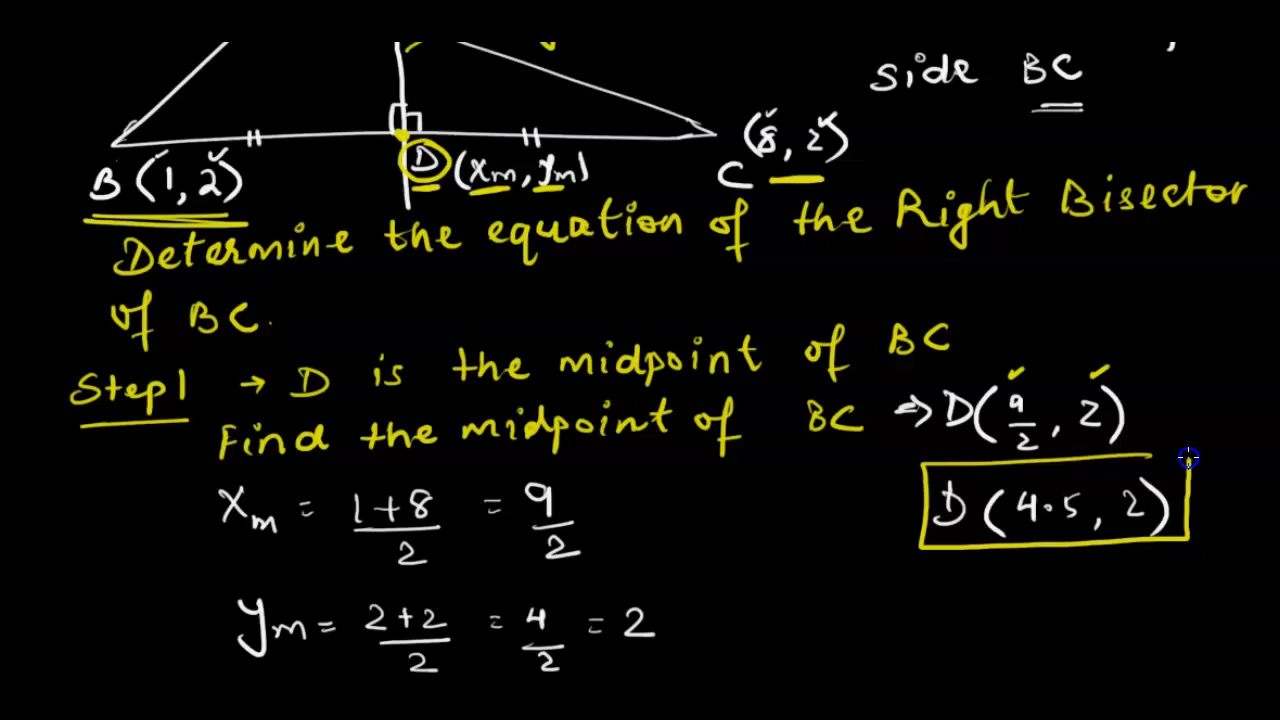 Side BC
B (1, 2)
D (xm, ym)
C (8, 2)
Determine the equation of the Right Bisector
of BC.
Step1 → D is the midpoint of BC
Find the midpoint of BC ⇒ D(9/2, 2)
xm = (1+8)/2 = 9/2
D (4.5, 2)
ym = (2+2)/2 = 4/2 = 2